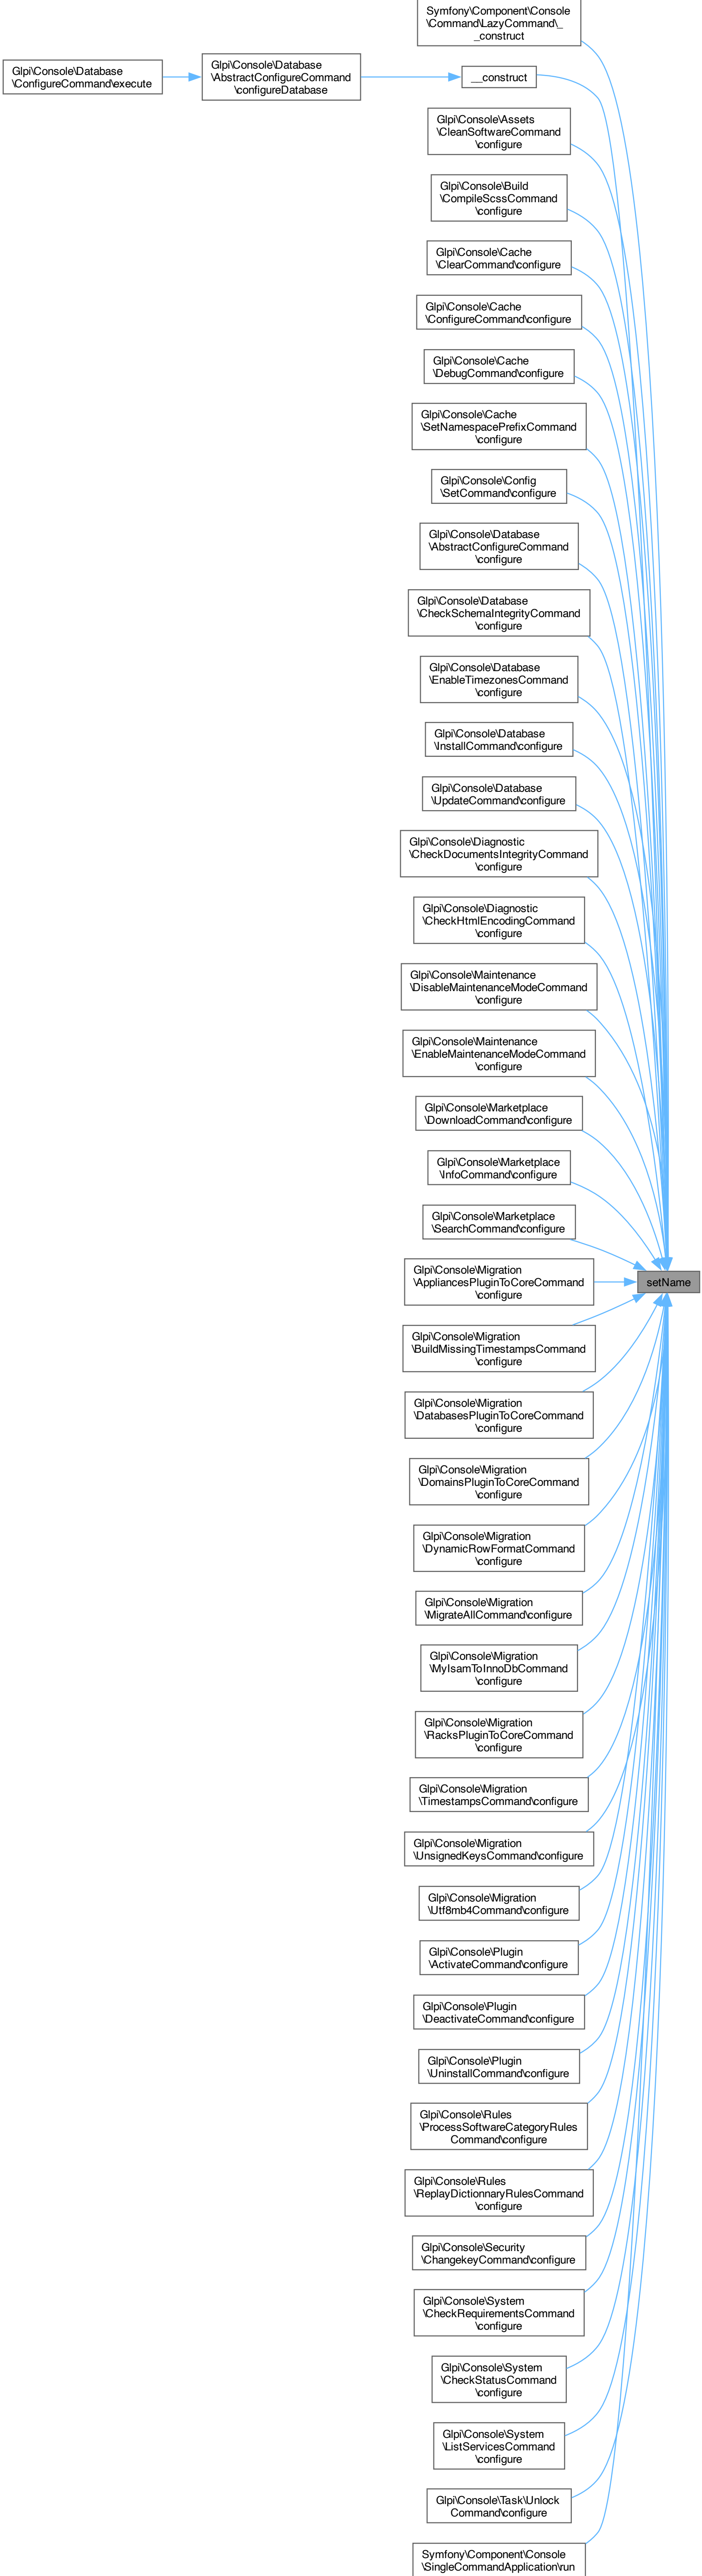 Symfony\Component\Console
\Command\LazyCommand\_
_construct
Glpi\Console\Database
\ConfigureCommand\execute
Glpi\Console\Database
\AbstractConfigureCommand
\configureDatabase
__construct
Glpi\Console\Assets
\CleanSoftwareCommand
\configure
Glpi\Console\Build
\CompileScssCommand
\configure
Glpi\Console\Cache
\ClearCommand\configure
Glpi\Console\Cache
\ConfigureCommand\configure
Glpi\Console\Cache
\DebugCommand\configure
Glpi\Console\Cache
\SetNamespacePrefixCommand
\configure
Glpi\Console\Config
\SetCommand\configure
Glpi\Console\Database
\AbstractConfigureCommand
\configure
Glpi\Console\Database
\CheckSchemaIntegrityCommand
\configure
Glpi\Console\Database
\EnableTimezonesCommand
\configure
Glpi\Console\Database
\InstallCommand\configure
Glpi\Console\Database
\UpdateCommand\configure
Glpi\Console\Diagnostic
\CheckDocumentsIntegrityCommand
\configure
Glpi\Console\Diagnostic
\CheckHtmlEncodingCommand
\configure
Glpi\Console\Maintenance
\DisableMaintenanceModeCommand
\configure
Glpi\Console\Maintenance
\EnableMaintenanceModeCommand
\configure
Glpi\Console\Marketplace
\DownloadCommand\configure
Glpi\Console\Marketplace
\InfoCommand\configure
Glpi\Console\Marketplace
\SearchCommand\configure
Glpi\Console\Migration
\AppliancesPluginToCoreCommand
\configure
setName
Glpi\Console\Migration
\BuildMissingTimestampsCommand
\configure
Glpi\Console\Migration
\DatabasesPluginToCoreCommand
\configure
Glpi\Console\Migration
\DomainsPluginToCoreCommand
\configure
Glpi\Console\Migration
\DynamicRowFormatCommand
\configure
Glpi\Console\Migration
\MigrateAllCommand\configure
Glpi\Console\Migration
\MyIsamToInnoDbCommand
\configure
Glpi\Console\Migration
\RacksPluginToCoreCommand
\configure
Glpi\Console\Migration
\TimestampsCommand\configure
Glpi\Console\Migration
\UnsignedKeysCommand\configure
Glpi\Console\Migration
\Utf8mb4Command\configure
Glpi\Console\Plugin
\ActivateCommand\configure
Glpi\Console\Plugin
\DeactivateCommand\configure
Glpi\Console\Plugin
\UninstallCommand\configure
Glpi\Console\Rules
\ProcessSoftwareCategoryRules
Command\configure
Glpi\Console\Rules
\ReplayDictionnaryRulesCommand
\configure
Glpi\Console\Security
\ChangekeyCommand\configure
Glpi\Console\System
\CheckRequirementsCommand
\configure
Glpi\Console\System
\CheckStatusCommand
\configure
Glpi\Console\System
\ListServicesCommand
\configure
Glpi\Console\Task\Unlock
Command\configure
Symfony\Component\Console
\SingleCommandApplication\run